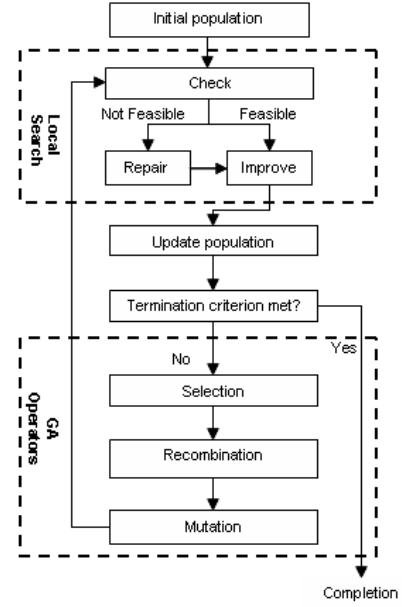 Initial population
Check
Not Feasible
Feasible
Local
Search
Repair
Improve
Update population
Termination criterion met?
Yes
No
GA
Operators
Selection
Recombination
Mutation
Completion